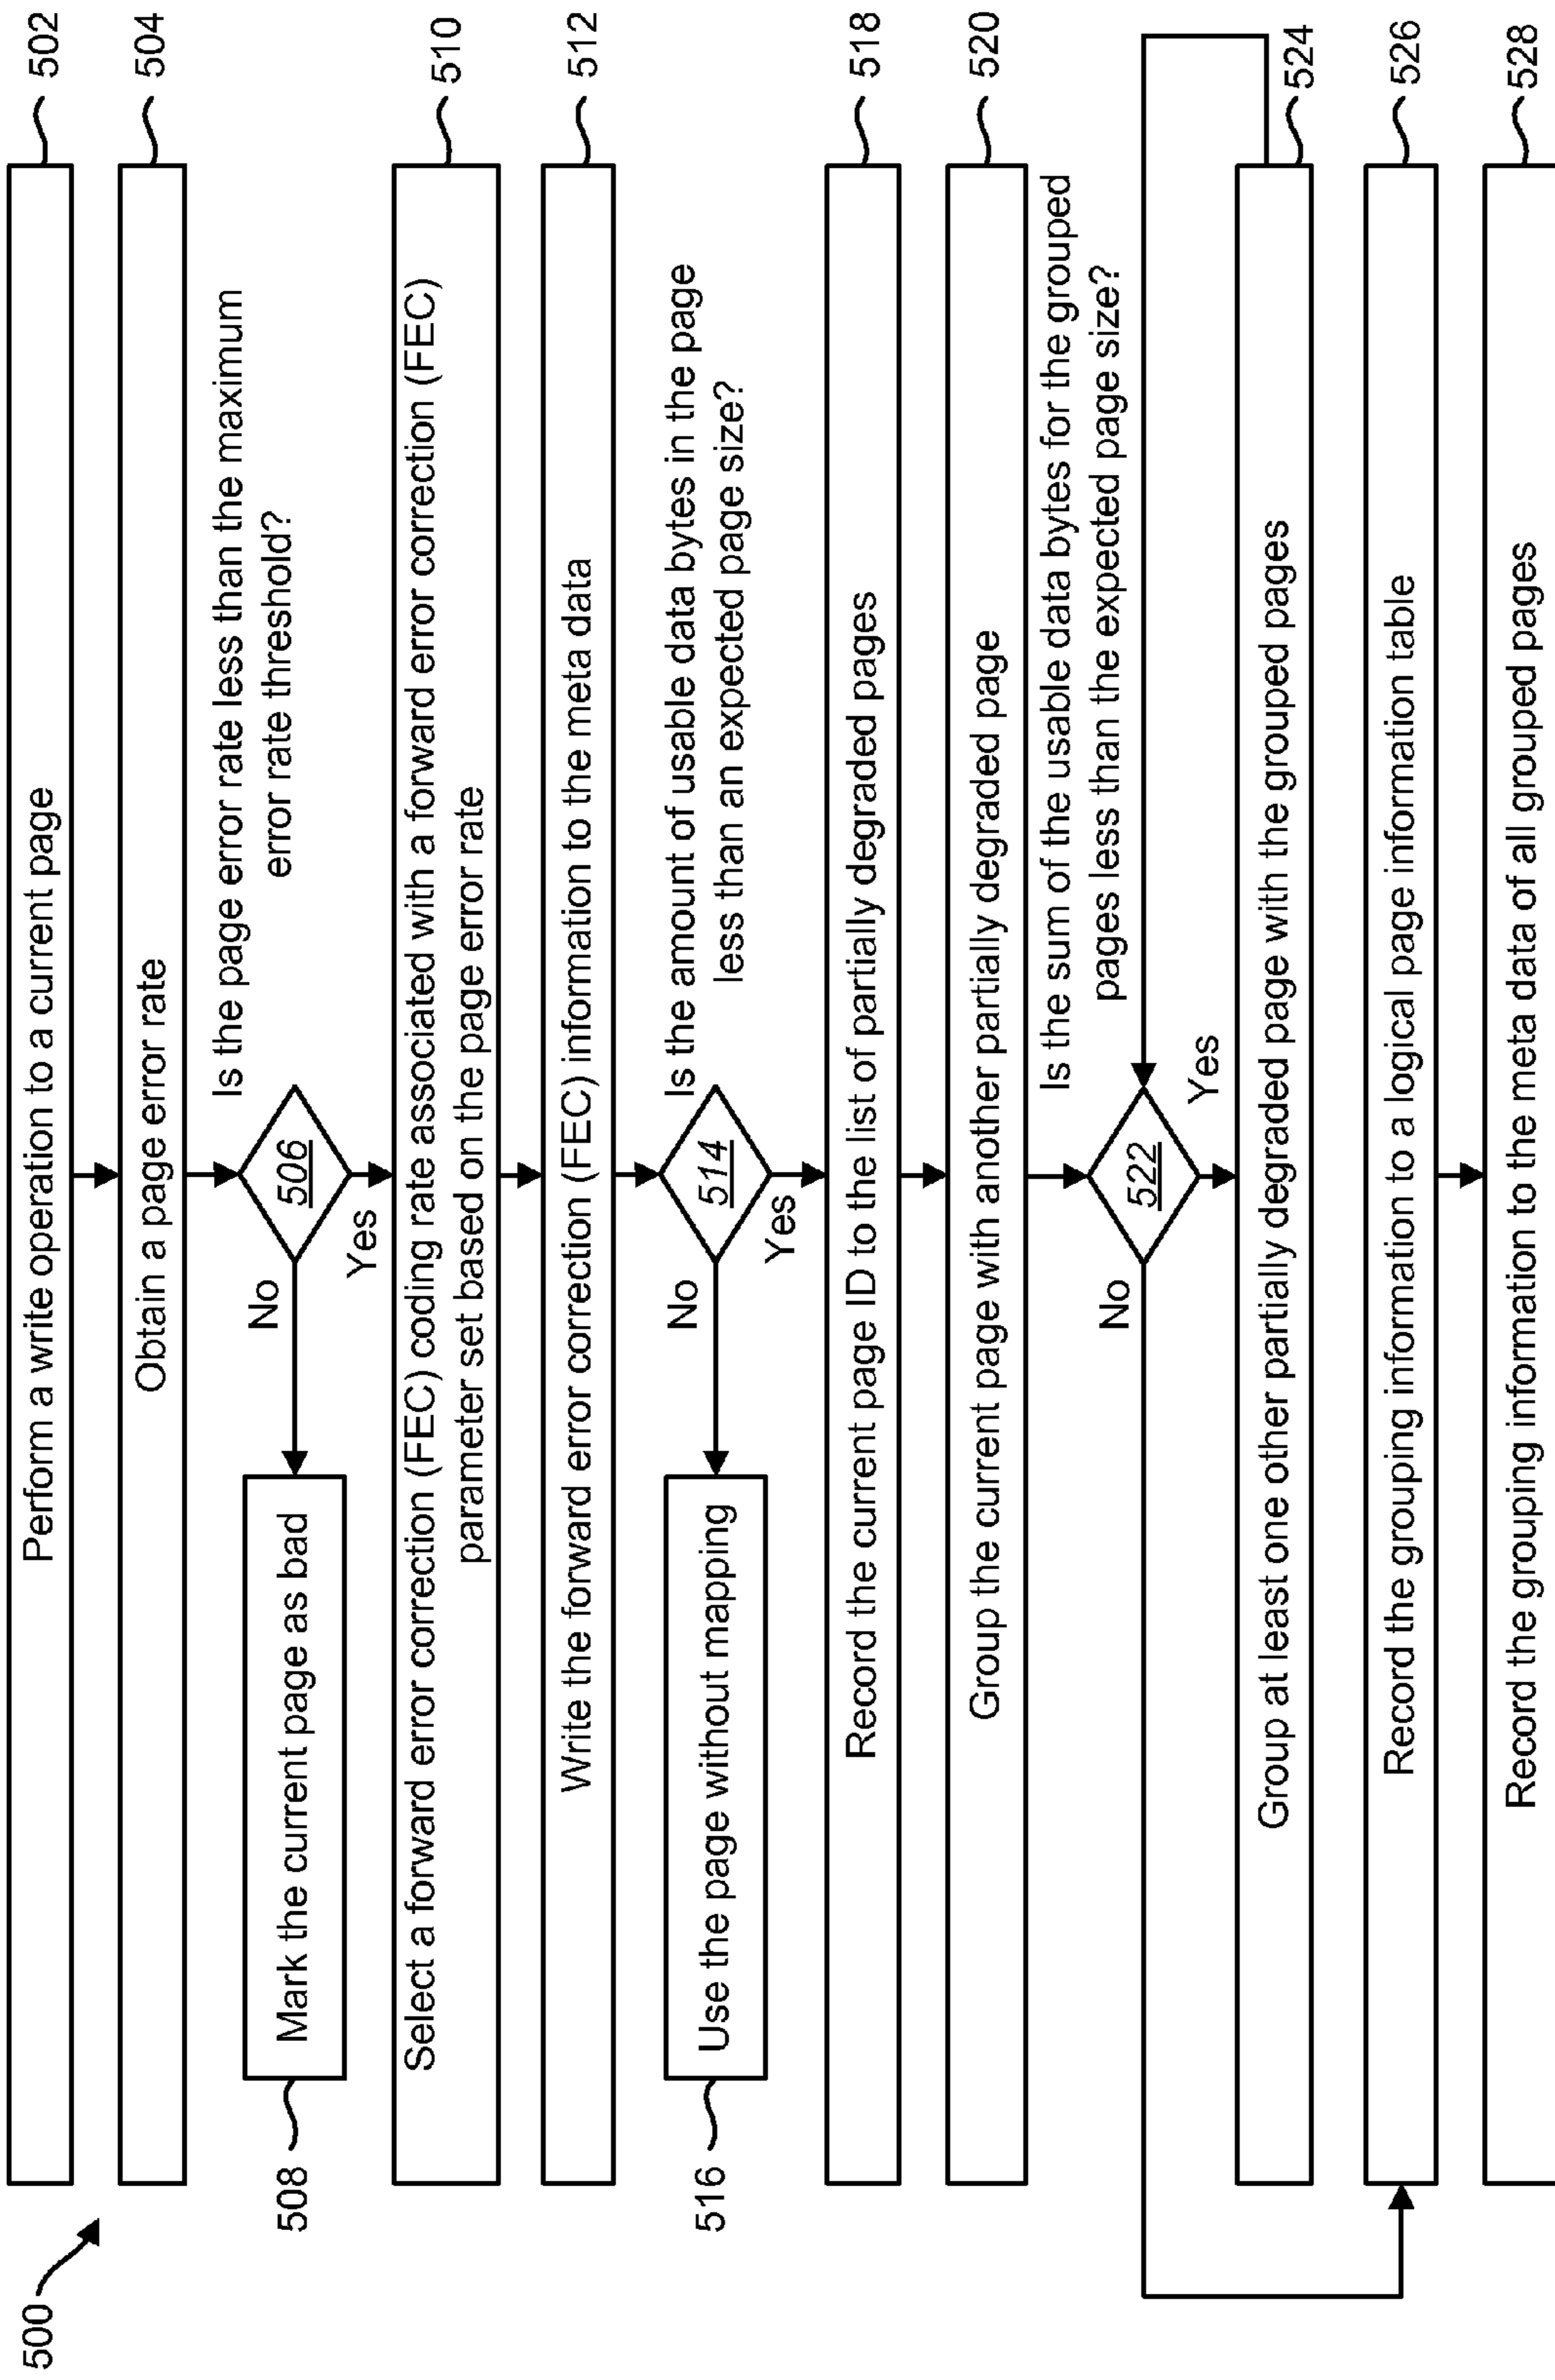 500
Perform a write operation to a current page
502
Obtain a page error rate
504
Is the page error rate less than the maximum
error rate threshold?
506
No
Yes
Mark the current page as bad
508
Select a forward error correction (FEC) coding rate associated with a forward error correction (FEC)
parameter set based on the page error rate
510
Write the forward error correction (FEC) information to the meta data
512
Is the amount of usable data bytes in the page
less than an expected page size?
514
No
Yes
Use the page without mapping
516
Record the current page ID to the list of partially degraded pages
518
Group the current page with another partially degraded page
520
Is the sum of the usable data bytes for the grouped
pages less than the expected page size?
522
No
Yes
Group at least one other partially degraded page with the grouped pages
524
Record the grouping information to a logical page information table
526
Record the grouping information to the meta data of all grouped pages
528